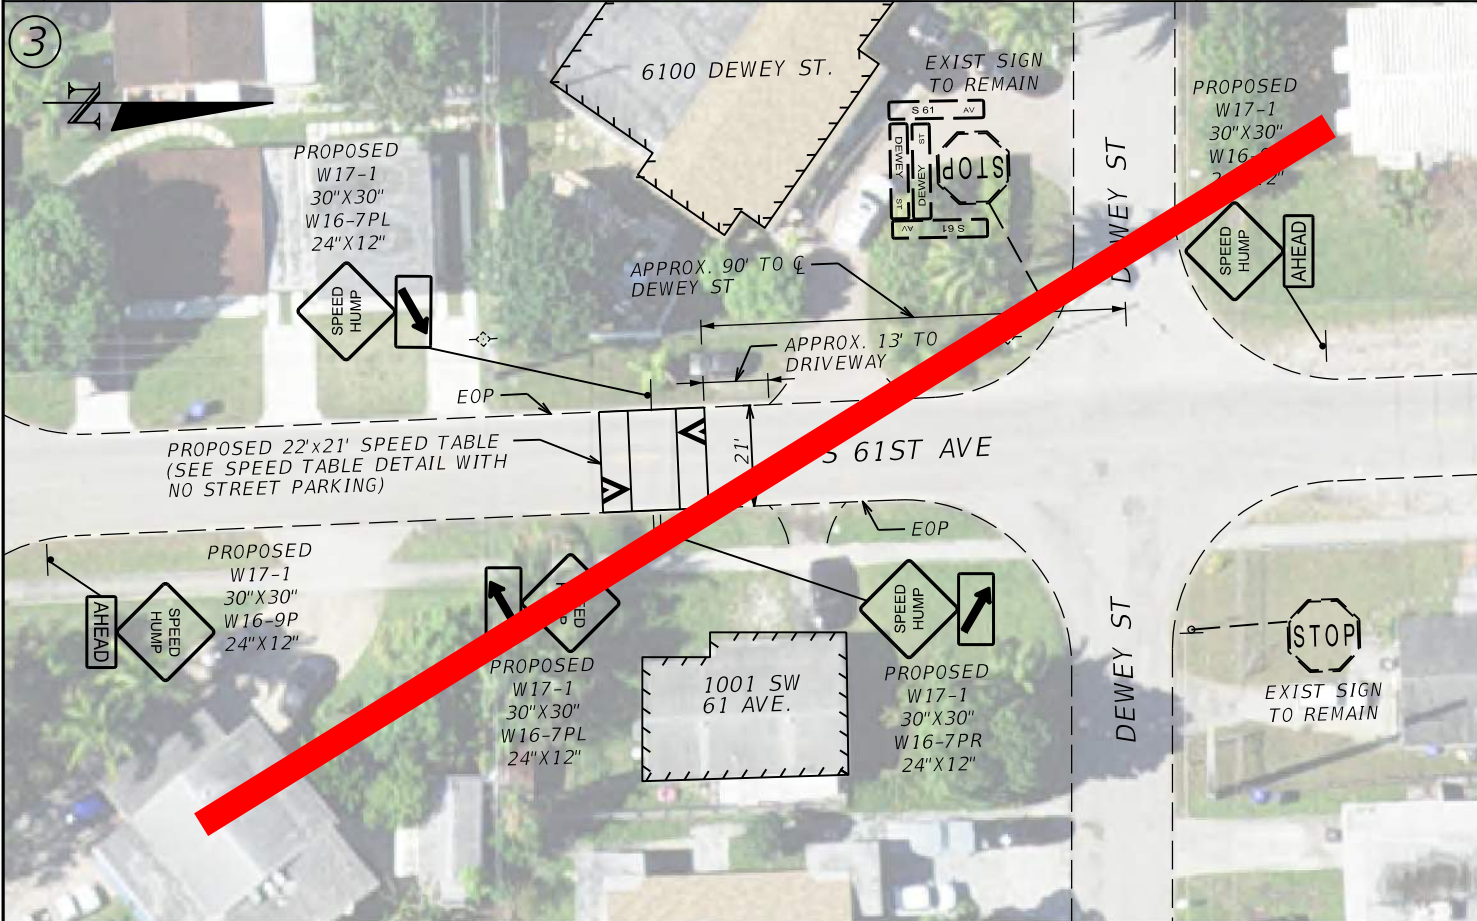 3
N
6100 DEWEY ST.
EXIST SIGN
TO REMAIN
S 61 AV
DEWEY ST
DEWEY ST
STOP
S 61 AV
PROPOSED
W17-1
30"X30"
DEWEY ST
SPEED
HUMP
AHEAD
PROPOSED
W17-1
30"X30"
W16-7PL
24"X12"
SPEED
HUMP
APPROX. 90' TO ℄
DEWEY ST
APPROX. 13' TO
DRIVEWAY
EOP
PROPOSED 22'x21' SPEED TABLE
(SEE SPEED TABLE DETAIL WITH
NO STREET PARKING)
21'
S 61ST AVE
EOP
PROPOSED
W17-1
30"X30"
W16-9P
24"X12"
AHEAD
SPEED
HUMP
PROPOSED
W17-1
30"X30"
W16-7PL
24"X12"
1001 SW
61 AVE.
SPEED
HUMP
PROPOSED
W17-1
30"X30"
W16-7PR
24"X12"
DEWEY ST
STOP
EXIST SIGN
TO REMAIN